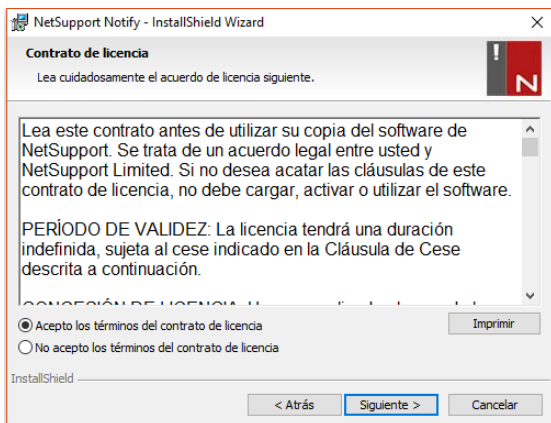 NetSupport Notify - InstallShield Wizard
Contrato de licencia
Lea cuidadosamente el acuerdo de licencia siguiente.
! N
Lea este contrato antes de utilizar su copia del software de
NetSupport. Se trata de un acuerdo legal entre usted y
NetSupport Limited. Si no desea acatar las cláusulas de este
contrato de licencia, no debe cargar, activar o utilizar el software.
PERÍODO DE VALIDEZ: La licencia tendrá una duración
indefinida, sujeta al cese indicado en la Cláusula de Cese
descrita a continuación.
CONCESIÓN DE LICENCIA:
Acepto los términos del contrato de licencia
Imprimir
No acepto los términos del contrato de licencia
InstallShield
< Atrás
Siguiente >
Cancelar